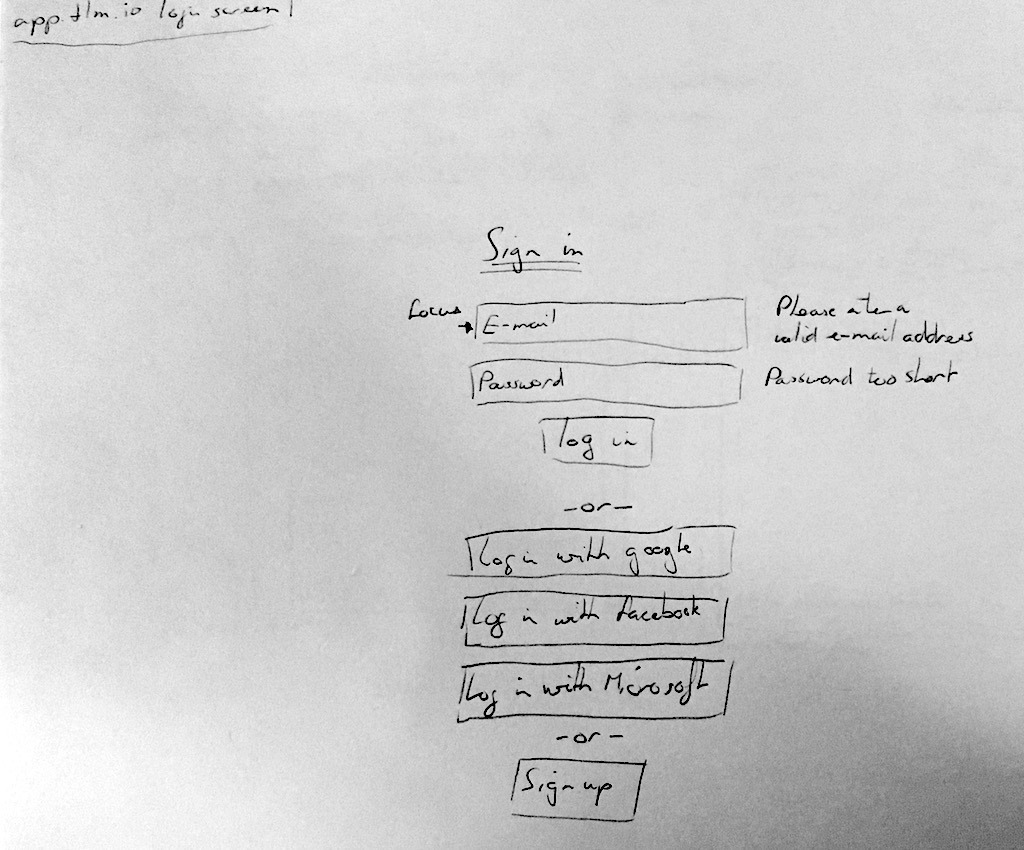 app.tlm.io login screen
Sign in
focus
E-mail
Please enter a
valid e-mail address
Password
Password too short
log in
-or-
Log in with google
Log in with facebook
Log in with Microsoft
-or-
Sign up